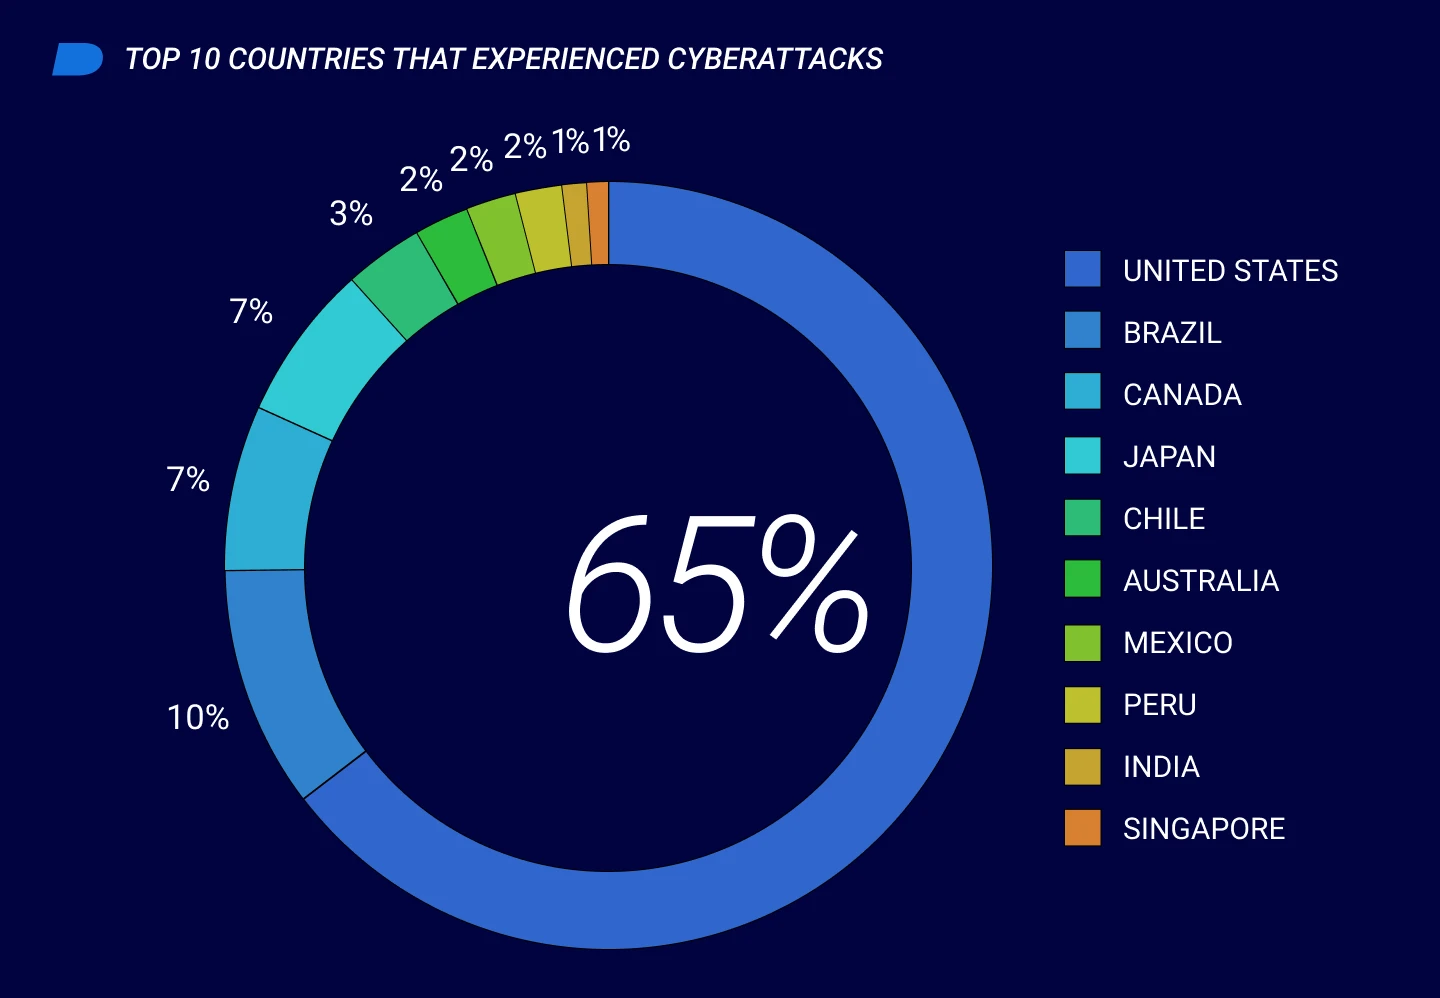 TOP 10 COUNTRIES THAT EXPERIENCED CYBERATTACKS
2% 2% 2% 1% 1%
3%
7%
7%
10%
65%
UNITED STATES
BRAZIL
CANADA
JAPAN
CHILE
AUSTRALIA
MEXICO
PERU
INDIA
SINGAPORE